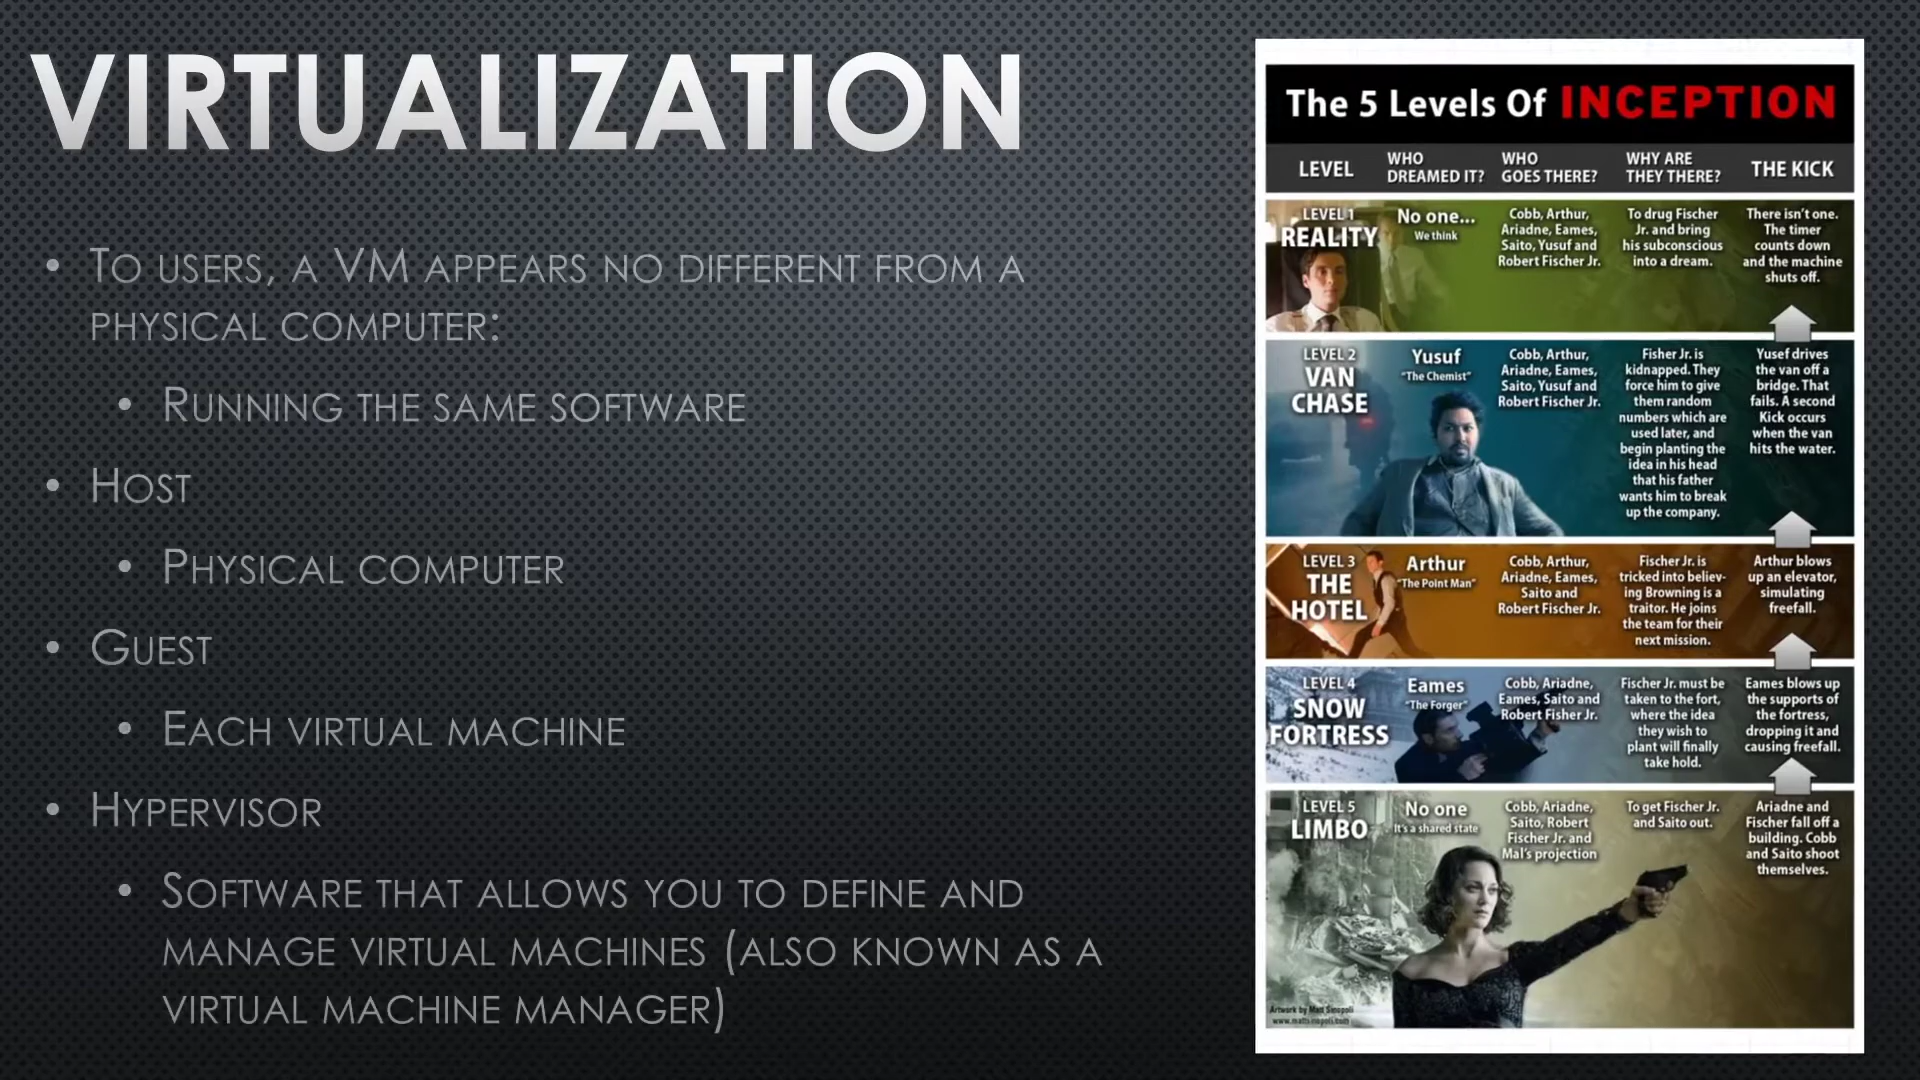 VIRTUALIZATION
• TO USERS, A VM APPEARS NO DIFFERENT FROM A
PHYSICAL COMPUTER:
• RUNNING THE SAME SOFTWARE
• HOST
• PHYSICAL COMPUTER
• GUEST
• EACH VIRTUAL MACHINE
• HYPERVISOR
• SOFTWARE THAT ALLOWS YOU TO DEFINE AND
MANAGE VIRTUAL MACHINES (ALSO KNOWN AS A
VIRTUAL MACHINE MANAGER)
The 5 Levels Of INCEPTION
LEVEL
WHO
DREAMED IT?
WHO
GOES THERE?
WHY ARE
THEY THERE?
THE KICK
LEVEL 1
REALITY
No one...
We think
Cobb, Arthur,
Ariadne, Eames,
Saito, Yusuf and
Robert Fischer Jr.
To drug Fischer
Jr. and bring
his subconscious
into a dream.
There isn't one.
The timer
counts down
and the machine
shuts off.
LEVEL 2
VAN
CHASE
Yusuf
"The Chemist"
Cobb, Arthur,
Ariadne, Eames,
Saito, Yusuf and
Robert Fischer Jr.
Fisher Jr. is
kidnapped. They
force him to give
them random
numbers which are
used later, and
begin planting the
idea in his head
that his father
wants him to break
up the company.
Yusef drives
the van off a
bridge. That
fails. A second
Kick occurs
when the van
hits the water.
LEVEL 3
THE
HOTEL
Arthur
"The Point Man"
Cobb, Arthur,
Ariadne, Eames,
Saito and
Robert Fischer Jr.
Fischer Jr. is
tricked into believ-
ing Browning is a
traitor. He joins
the team for their
next mission.
Arthur blows
up an elevator,
simulating
freefall.
LEVEL 4
SNOW
FORTRESS
Eames
"The Forger"
Cobb, Ariadne,
Eames, Saito and
Robert Fisher Jr.
Fischer Jr. must be
taken to the fort,
where the idea
they wish to
plant will finally
take hold.
Eames blows up
the supports of
the fortress,
dropping it and
causing freefall.
LEVEL 5
LIMBO
No one
It's a shared state
Cobb, Ariadne,
Saito, Robert
Fischer Jr. and
Mal's projection
To get Fischer Jr.
and Saito out.
Ariadne and
Fischer fall off a
building. Cobb
and Saito shoot
themselves.
Artwork by Matt Sinopoli
www.mattsinopoli.com